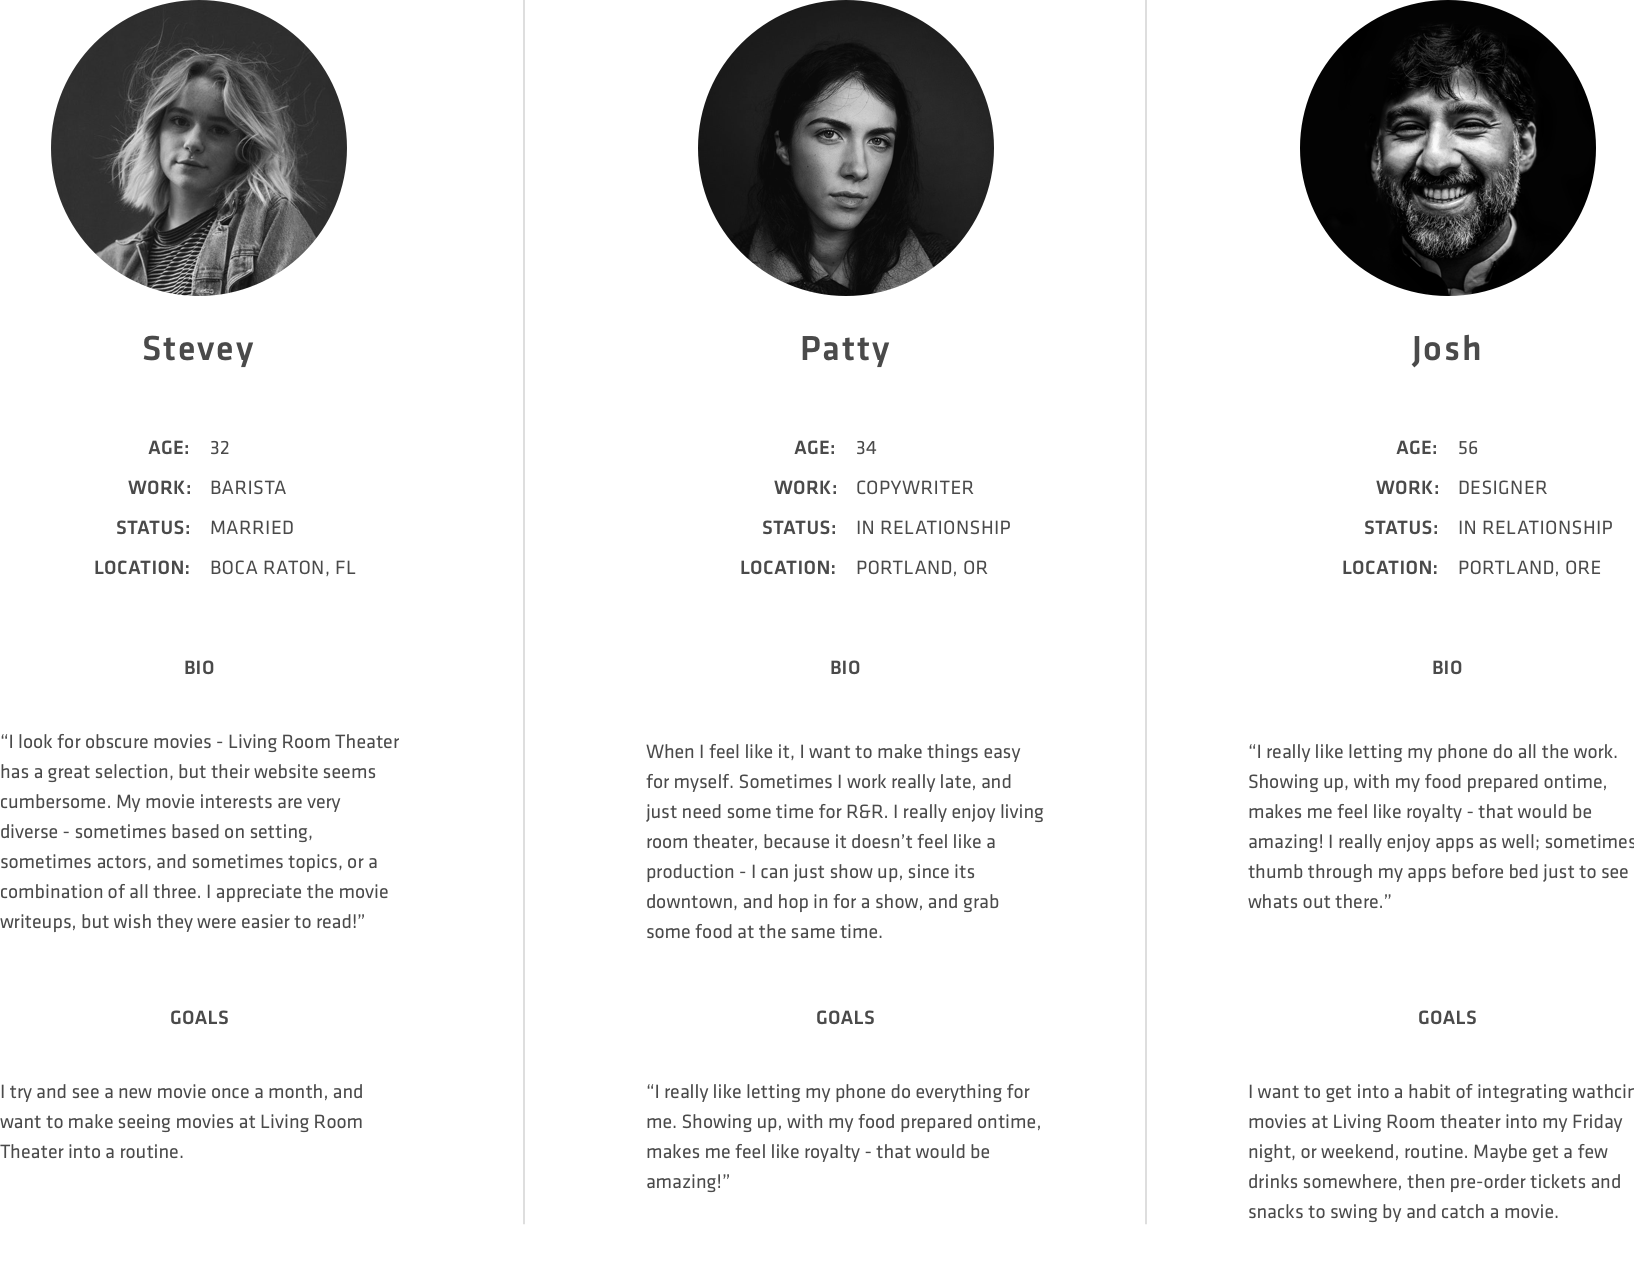 Stevey
AGE: 32
WORK: BARISTA
STATUS: MARRIED
LOCATION: BOCA RATON, FL
BIO
“I look for obscure movies - Living Room Theater
has a great selection, but their website seems
cumbersome. My movie interests are very
diverse - sometimes based on setting,
sometimes actors, and sometimes topics, or a
combination of all three. I appreciate the movie
writeups, but wish they were easier to read!”
GOALS
I try and see a new movie once a month, and
want to make seeing movies at Living Room
Theater into a routine.
Patty
AGE: 34
WORK: COPYWRITER
STATUS: IN RELATIONSHIP
LOCATION: PORTLAND, OR
BIO
When I feel like it, I want to make things easy
for myself. Sometimes I work really late, and
just need some time for R&R. I really enjoy living
room theater, because it doesn’t feel like a
production - I can just show up, since its
downtown, and hop in for a show, and grab
some food at the same time.
GOALS
“I really like letting my phone do everything for
me. Showing up, with my food prepared ontime,
makes me feel like royalty - that would be
amazing!”
Josh
AGE: 56
WORK: DESIGNER
STATUS: IN RELATIONSHIP
LOCATION: PORTLAND, ORE
BIO
“I really like letting my phone do all the work.
Showing up, with my food prepared ontime,
makes me feel like royalty - that would be
amazing! I really enjoy apps as well; sometimes
thumb through my apps before bed just to see
whats out there.”
GOALS
I want to get into a habit of integrating
movies at Living Room theater into my Friday
night, or weekend, routine. Maybe get a few
drinks somewhere, then pre-order tickets and
snacks to swing by and catch a movie.